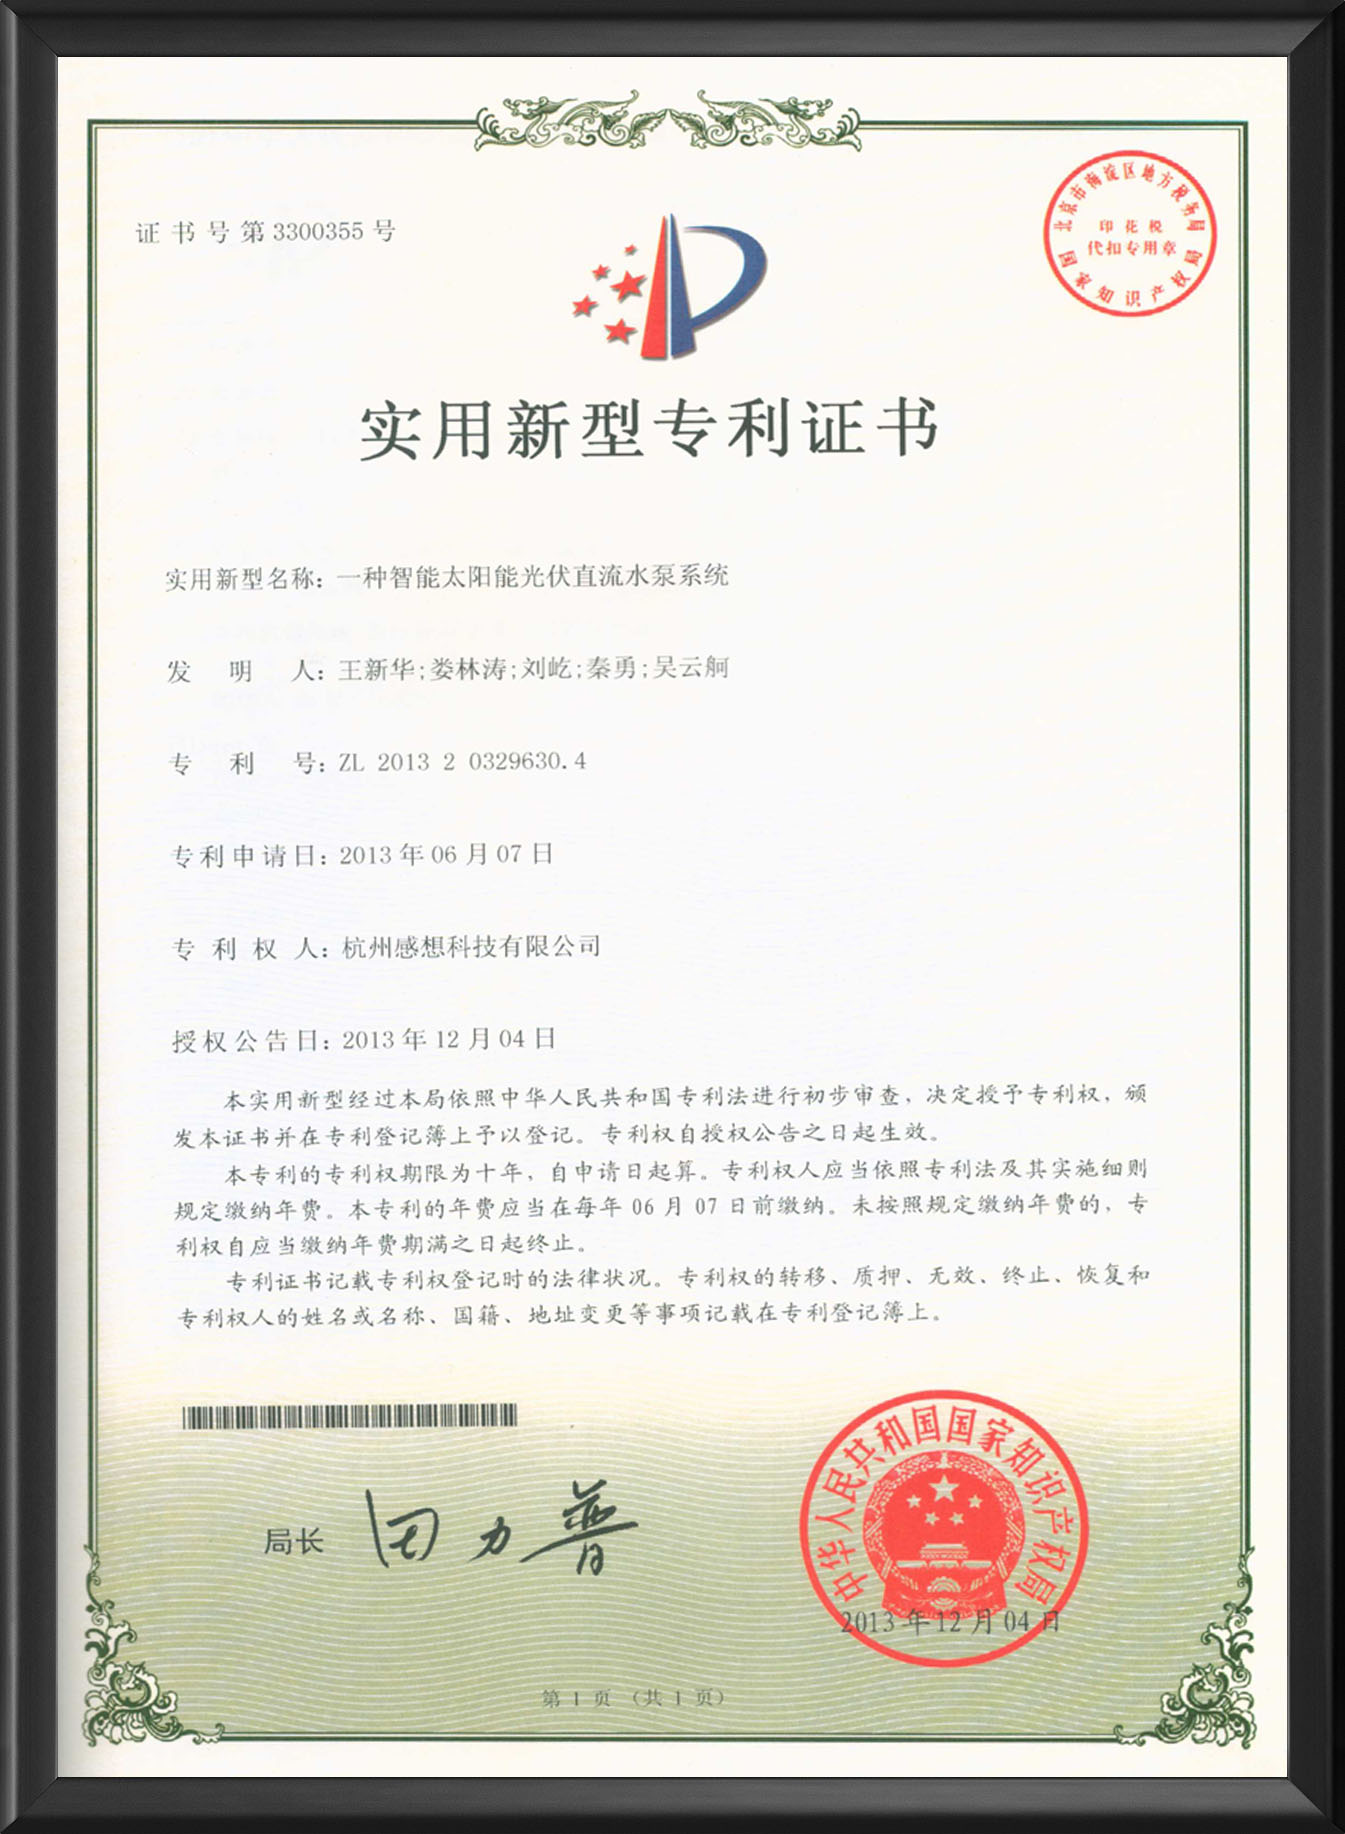 证书号第3300355号
北京市海淀区地方税务局
印花税
代扣专用章
国家知识产权局
实用新型专利证书
实用新型名称：一种智能太阳能光伏直流水泵系统
发明人：王新华;娄林涛;刘屹;秦勇;吴云舸
专利号：ZL 2013 2 0329630.4
专利申请日：2013年06月07日
专利权人：杭州感想科技有限公司
授权公告日：2013年12月04日
本实用新型经过本局依照中华人民共和国专利法进行初步审查，决定授予专利权，颁
发本证书并在专利登记簿上予以登记。专利权自授权公告之日起生效。
本专利的专利权期限为十年，自申请日起算。专利权人应当依照专利法及其实施细则
规定缴纳年费。本专利的年费应当在每年06月07日前缴纳。未按照规定缴纳年费的，专
利权自应当缴纳年费期满之日起终止。
专利证书记载专利权登记时的法律状况。专利权的转移、质押、无效、终止、恢复和
专利权人的姓名或名称、国籍、地址变更等事项记载在专利登记簿上。
局长 田力普
中华人民共和国国家知识产权局
2013年12月04日
第1页（共1页）